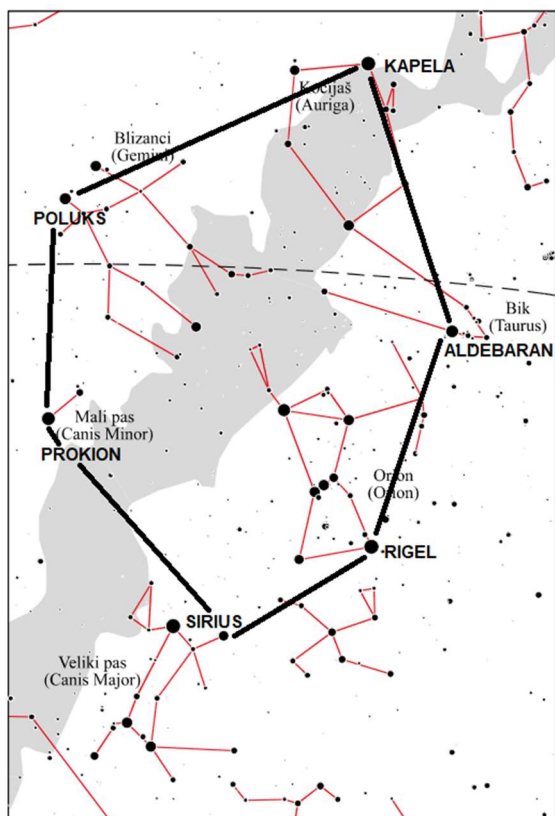 KAPELA
Kočijaš
(Auriga)
Blizanci
(Gemini)
POLUKS
Bik
(Taurus)
ALDEBARAN
Mali pas
(Canis Minor)
PROKION
Orion
(Orion)
RIGEL
SIRIUS
Veliki pas
(Canis Major)